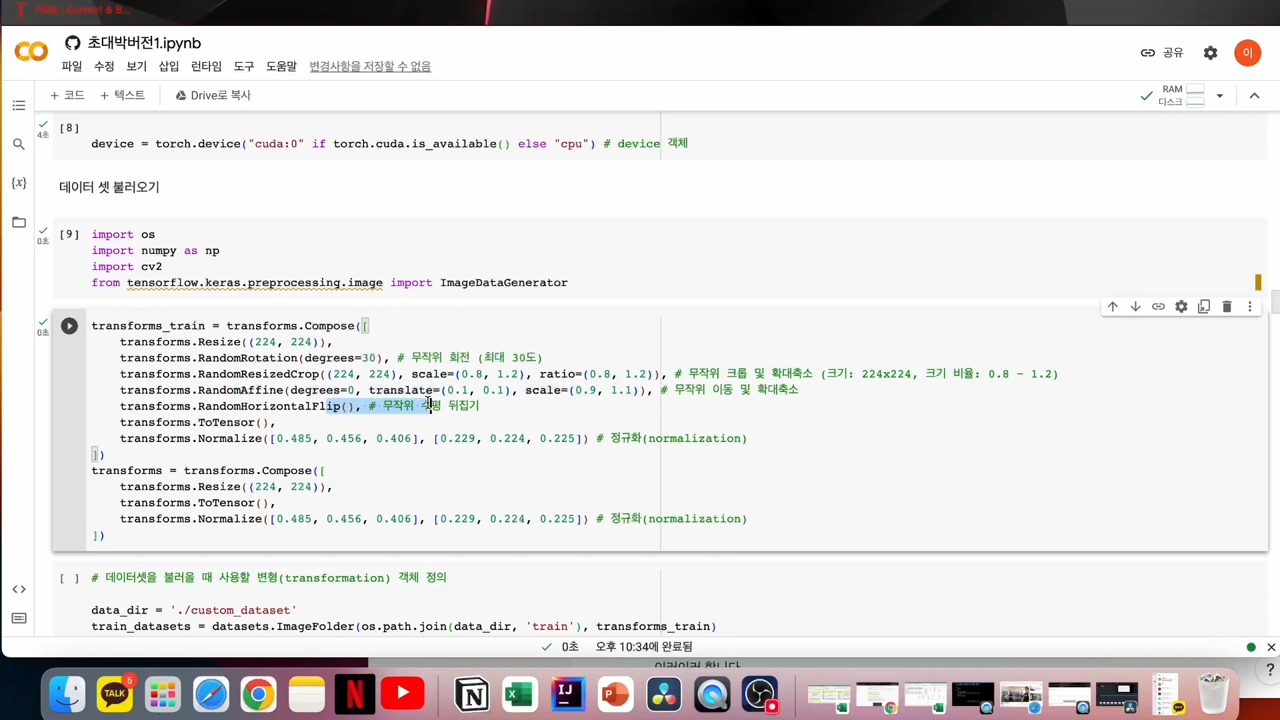 초대박버전1.ipynb
파일 수정 보기 삽입 런타임 도구 도움말 변경사항을 저장할 수 없음
공유
이
+ 코드 + 텍스트 Drive로 복사
RAM
디스크
[8]
4초
device = torch.device("cuda:0" if torch.cuda.is_available() else "cpu") # device 객체
데이터 셋 불러오기
[9] import os
0초
import numpy as np
import cv2
from tensorflow.keras.preprocessing.image import ImageDataGenerator
0초
transforms_train = transforms.Compose([
transforms.Resize((224, 224)),
transforms.RandomRotation(degrees=30), # 무작위 회전 (최대 30도)
transforms.RandomResizedCrop((224, 224), scale=(0.8, 1.2), ratio=(0.8, 1.2)), # 무작위 크롭 및 확대축소 (크기: 224x224, 크기 비율: 0.8 ~ 1.2)
transforms.RandomAffine(degrees=0, translate=(0.1, 0.1), scale=(0.9, 1.1)), # 무작위 이동 및 확대축소
transforms.RandomHorizontalFlip(), # 무작위 수평 뒤집기
transforms.ToTensor(),
transforms.Normalize([0.485, 0.456, 0.406], [0.229, 0.224, 0.225]) # 정규화(normalization)
])
transforms = transforms.Compose([
transforms.Resize((224, 224)),
transforms.ToTensor(),
transforms.Normalize([0.485, 0.456, 0.406], [0.229, 0.224, 0.225]) # 정규화(normalization)
])
[ ] # 데이터셋을 불러올 때 사용할 변형(transformation) 객체 정의
data_dir = './custom_dataset'
train_datasets = datasets.ImageFolder(os.path.join(data_dir, 'train'), transforms_train)
0초 오후 10:34에 완료됨
TALK
5